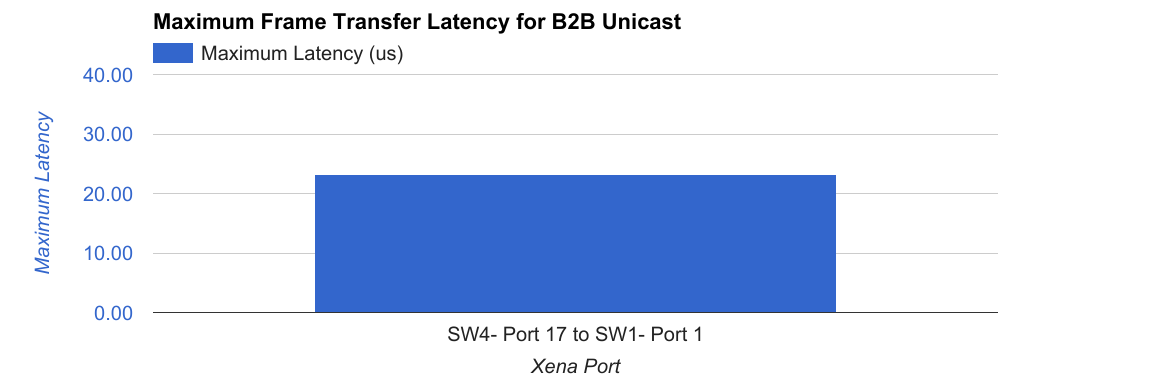 Maximum Frame Transfer Latency for B2B Unicast
Maximum Latency (us)
40.00
30.00
20.00
10.00
0.00
Maximum Latency
SW4- Port 17 to SW1- Port 1
Xena Port